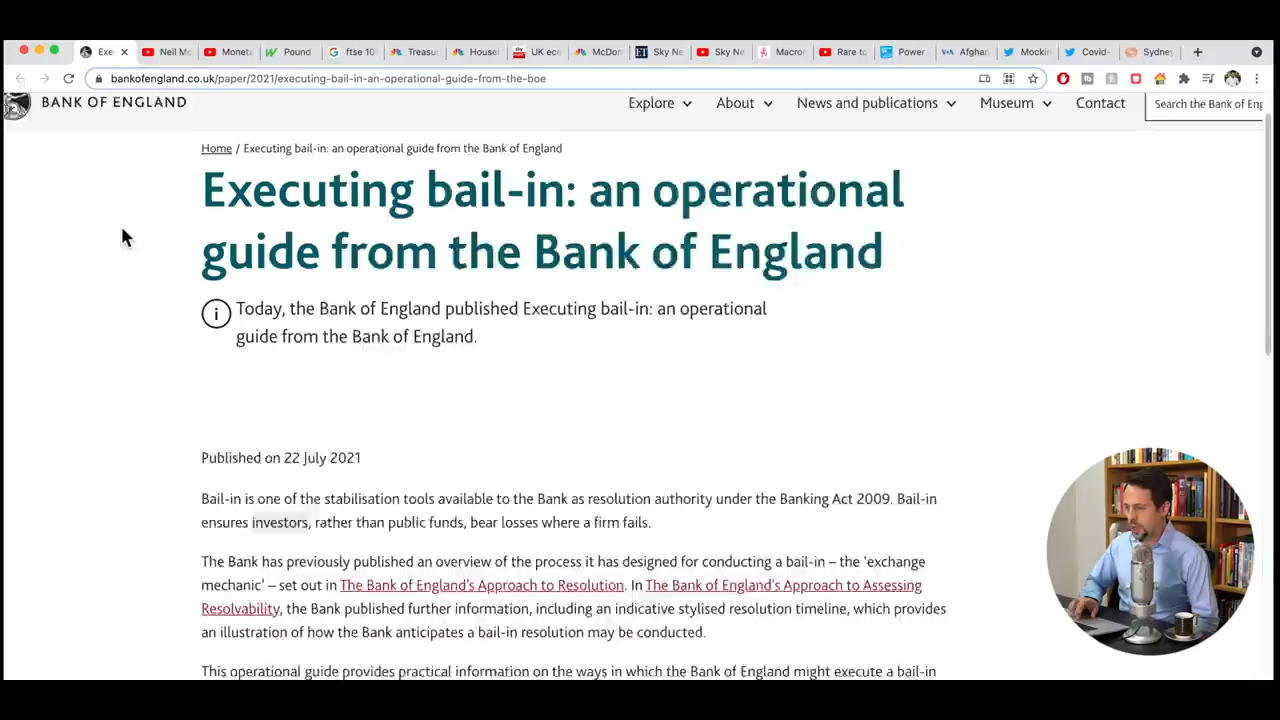 Exe
Neil Mc
Moneta
Pound
ftse 10
Treasur
Househ
UK eco
McDon
Sky Ne
Sky Ne
Macron
Rare to
Power
Afghan
Mockin
Covid-
Sydney
bankofengland.co.uk/paper/2021/executing-bail-in-an-operational-guide-from-the-boe
BANK OF ENGLAND
Explore About News and publications Museum Contact Search the Bank of Eng
Home / Executing bail-in: an operational guide from the Bank of England
Executing bail-in: an operational
guide from the Bank of England
Today, the Bank of England published Executing bail-in: an operational
guide from the Bank of England.
Published on 22 July 2021
Bail-in is one of the stabilisation tools available to the Bank as resolution authority under the Banking Act 2009. Bail-in
ensures investors, rather than public funds, bear losses where a firm fails.
The Bank has previously published an overview of the process it has designed for conducting a bail-in – the 'exchange
mechanic' – set out in The Bank of England's Approach to Resolution. In The Bank of England's Approach to Assessing
Resolvability, the Bank published further information, including an indicative stylised resolution timeline, which provides
an illustration of how the Bank anticipates a bail-in resolution may be conducted.
This operational guide provides practical information on the ways in which the Bank of England might execute a bail-in